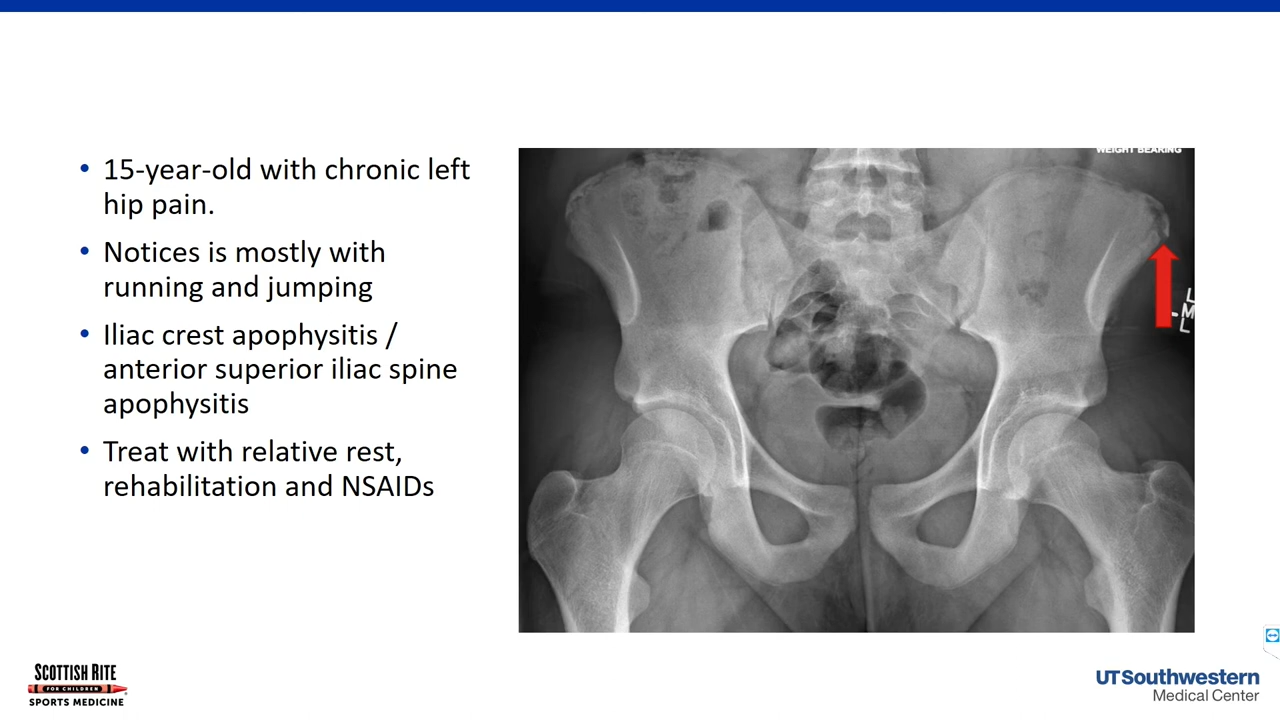 WEIGHT BEARING
• 15-year-old with chronic left
hip pain.
• Notices is mostly with
running and jumping
• Iliac crest apophysitis /
anterior superior iliac spine
apophysitis
• Treat with relative rest,
rehabilitation and NSAIDs
L
M
L
SCOTTISH RITE
FOR CHILDREN
SPORTS MEDICINE
UTSouthwestern
Medical Center